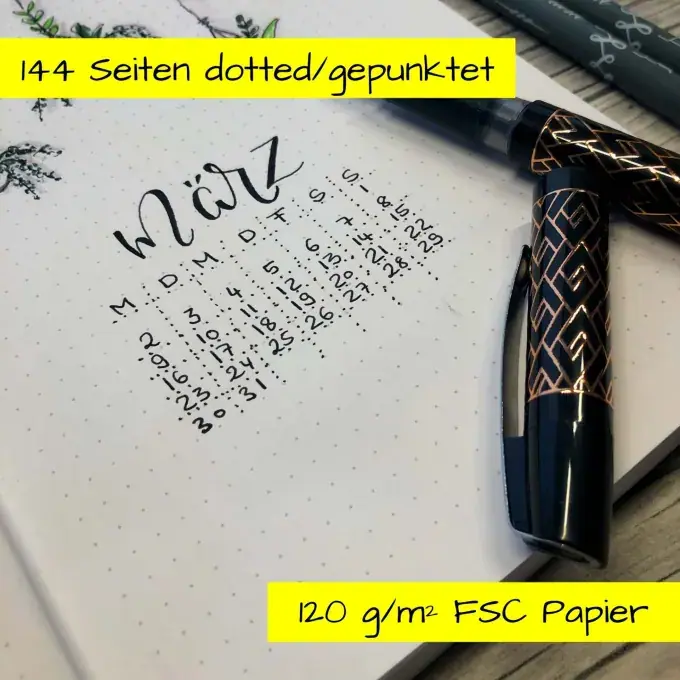 144 Seiten dotted/gepunktet
März
M D M D F S S
1
2 3 4 5 6 7 8
9 10 11 12 13 14 15
16 17 18 19 20 21 22
23 24 25 26 27 28 29
30 31
120 g/m² FSC Papier